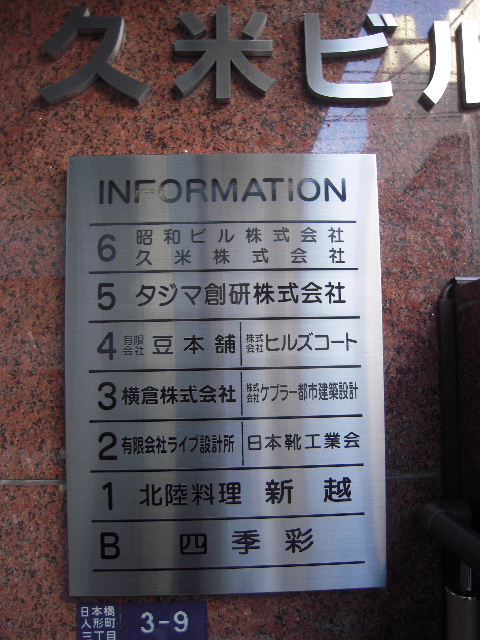 久米ビル
INFORMATION
6 昭和ビル株式会社
久米株式会社
5 タジマ創研株式会社
4 有限会社 豆本舗 株式会社 ヒルズコート
3 横倉株式会社 株式会社 ケプラー都市建築設計
2 有限会社ライブ設計所 日本靴工業会
1 北陸料理 新越
B 四季彩
日本橋
人形町
三丁目
3-9